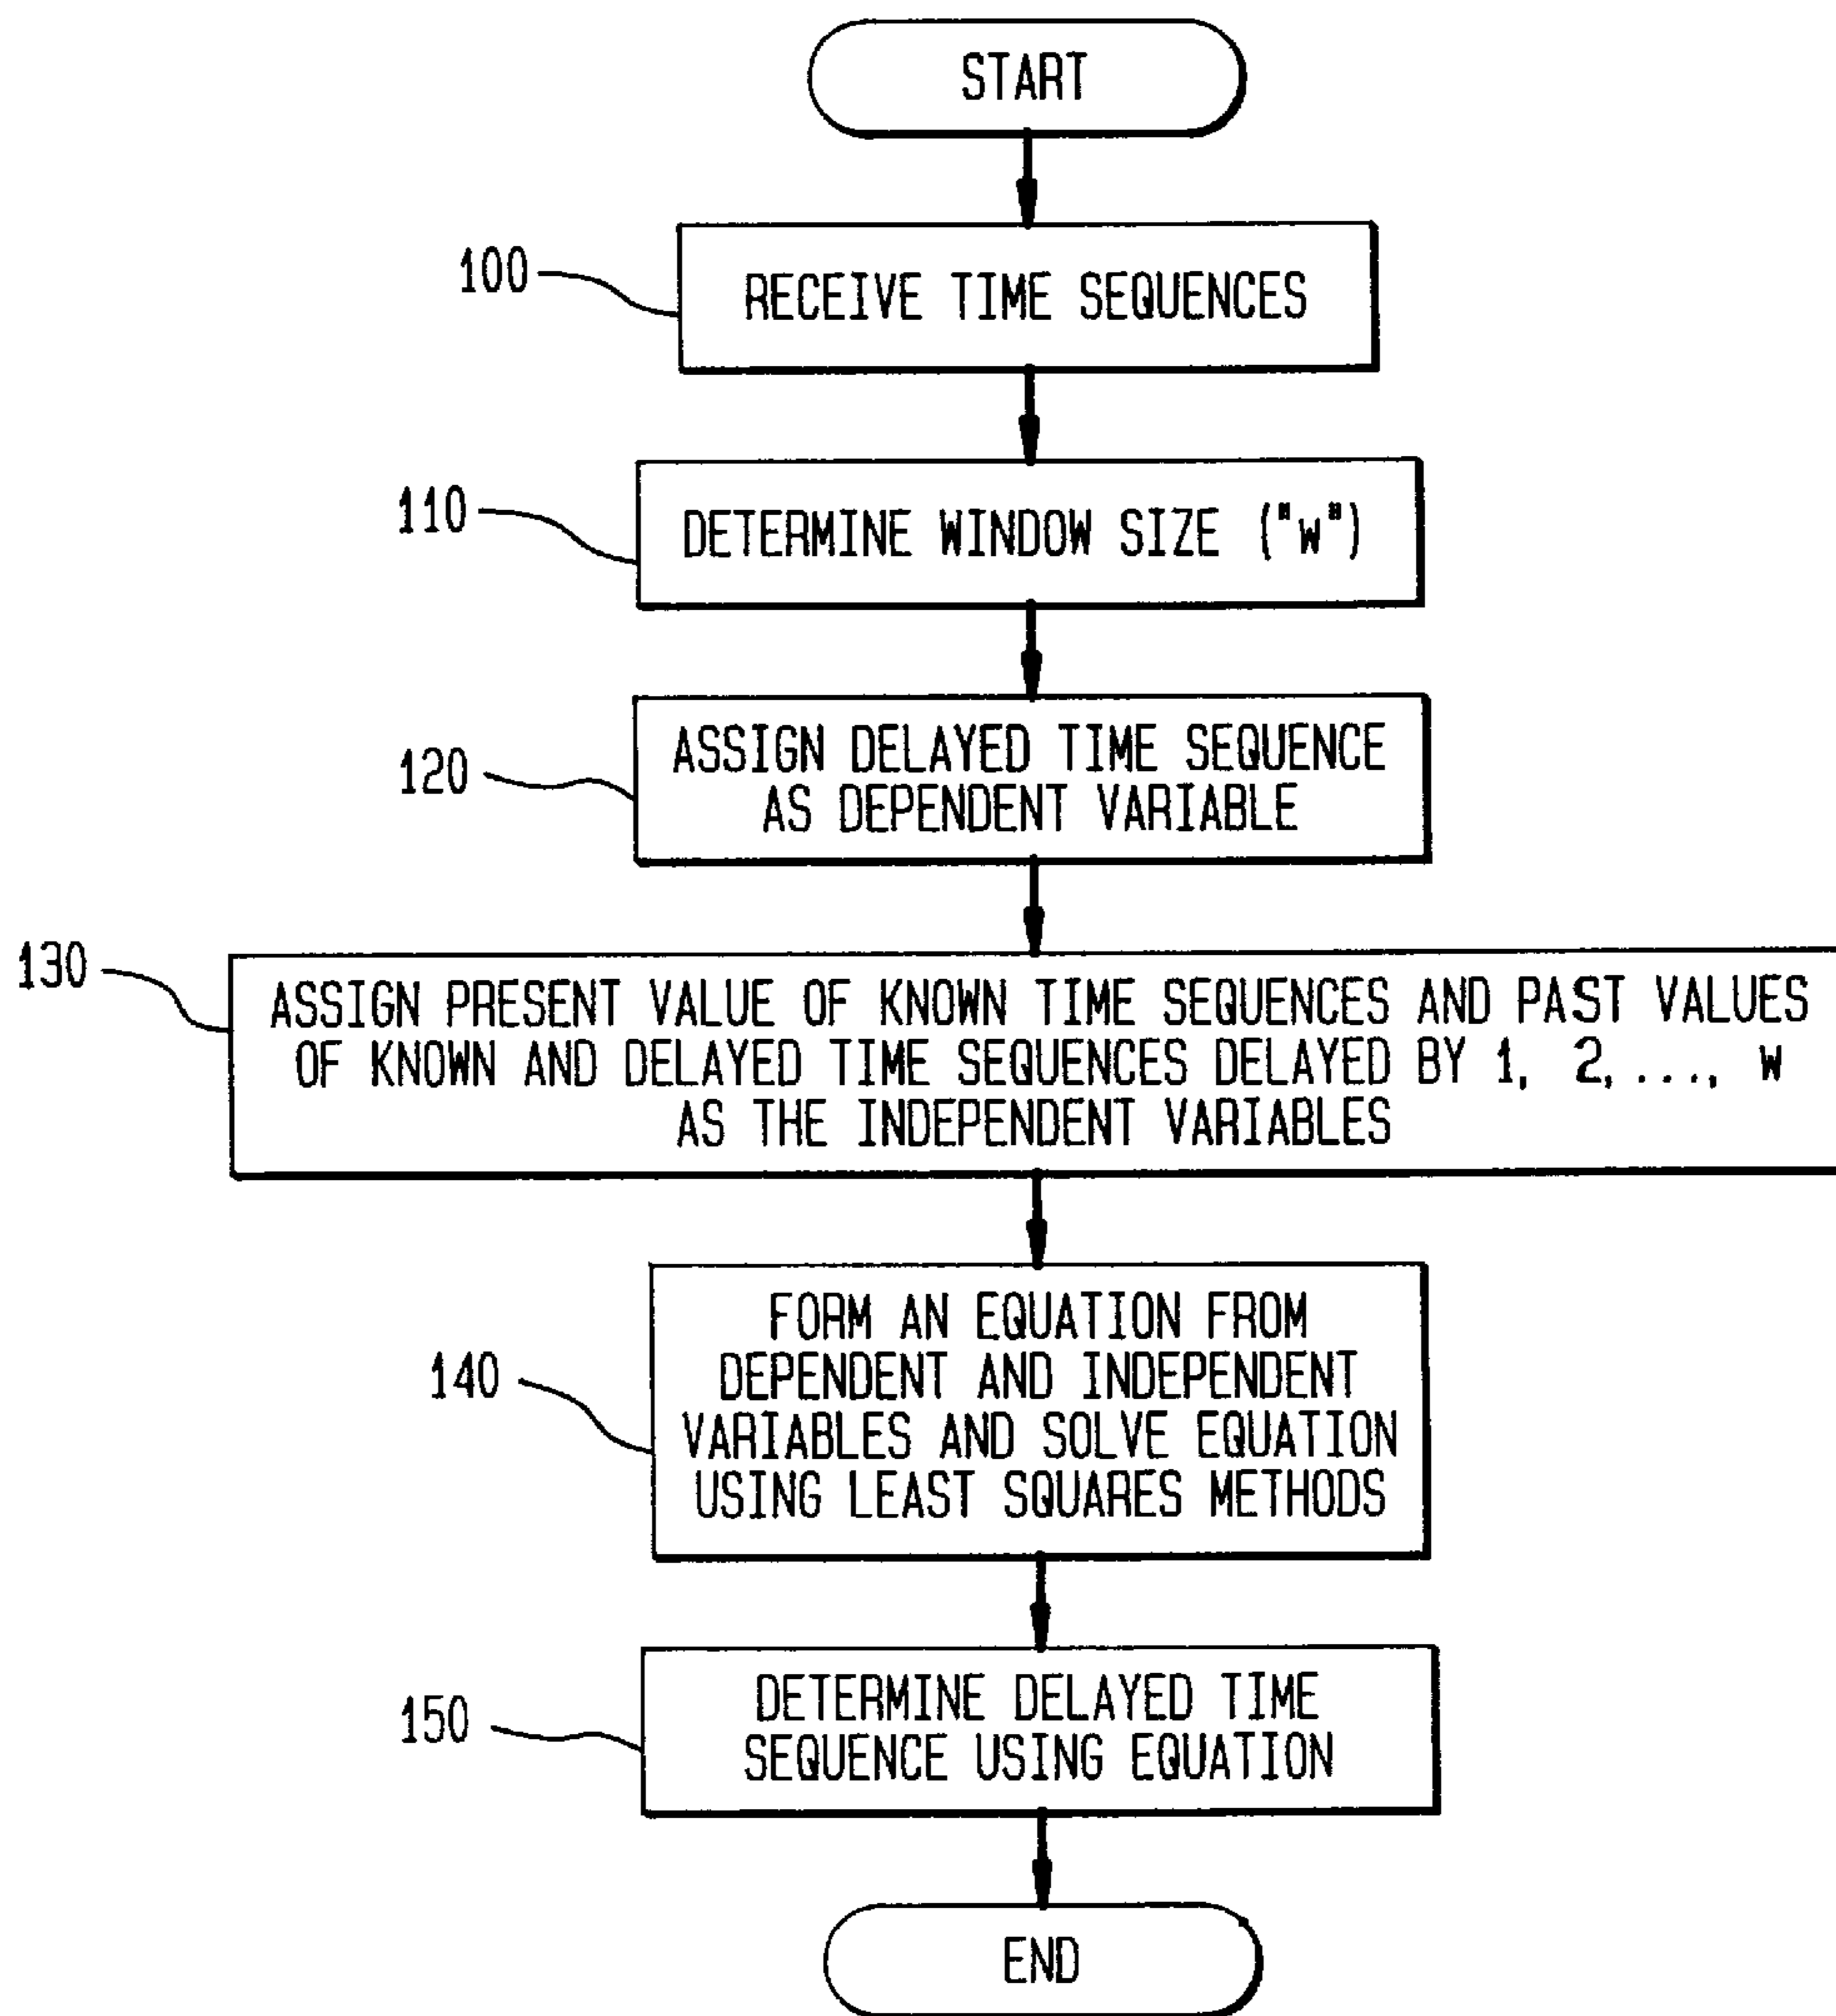 START
100
RECEIVE TIME SEQUENCES
110
DETERMINE WINDOW SIZE ("W")
120
ASSIGN DELAYED TIME SEQUENCE
AS DEPENDENT VARIABLE
130
ASSIGN PRESENT VALUE OF KNOWN TIME SEQUENCES AND PAST VALUES
OF KNOWN AND DELAYED TIME SEQUENCES DELAYED BY 1, 2, ..., W
AS THE INDEPENDENT VARIABLES
140
FORM AN EQUATION FROM
DEPENDENT AND INDEPENDENT
VARIABLES AND SOLVE EQUATION
USING LEAST SQUARES METHODS
150
DETERMINE DELAYED TIME
SEQUENCE USING EQUATION
END